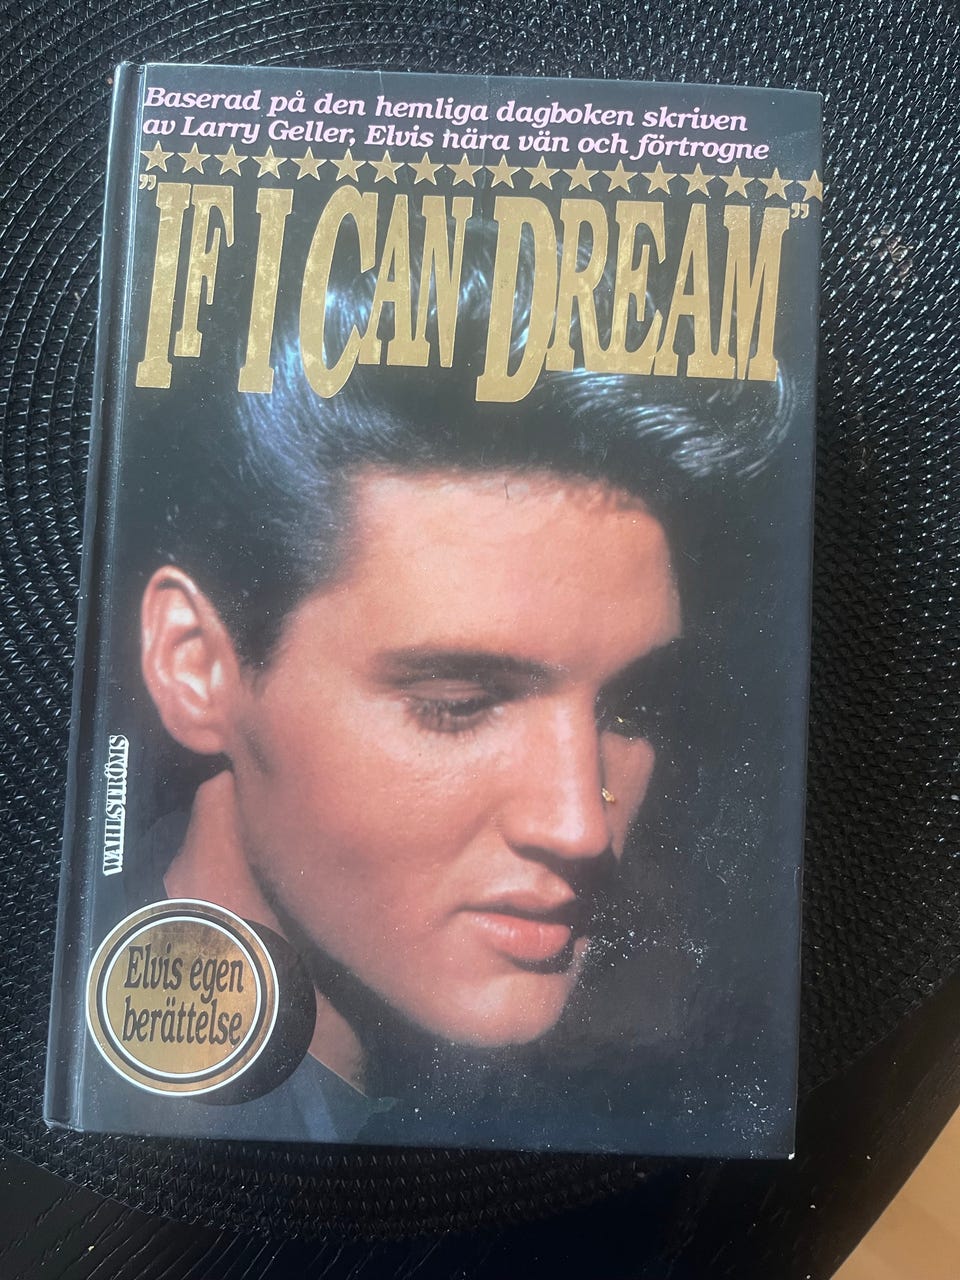 Baserad på den hemliga dagboken skriven
av Larry Geller, Elvis nära vän och förtrogne
”IF I CAN DREAM”
WAHLSTRÖMS
Elvis egen
berättelse